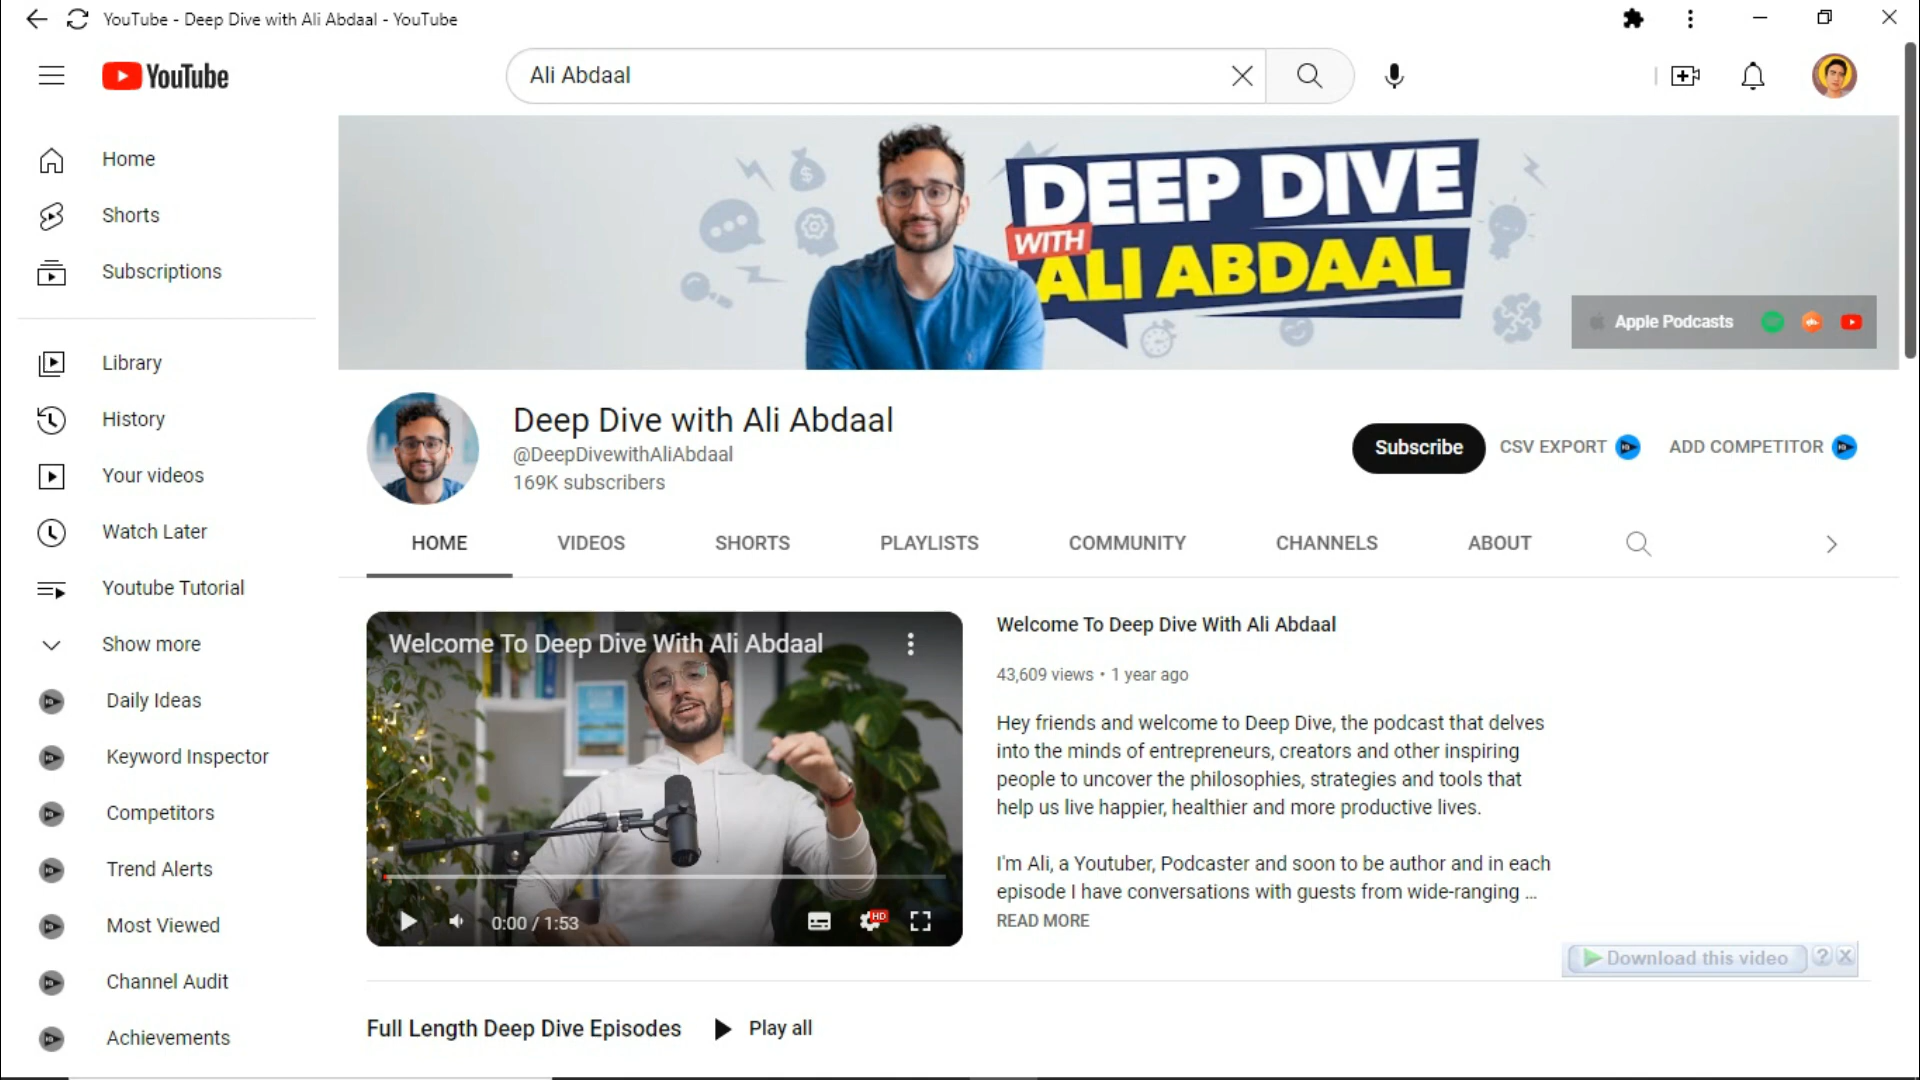 YouTube - Deep Dive with Ali Abdaal - YouTube
YouTube
Ali Abdaal
Home
Shorts
Subscriptions
Library
History
Your videos
Watch Later
Youtube Tutorial
Show more
Daily Ideas
Keyword Inspector
Competitors
Trend Alerts
Most Viewed
Channel Audit
Achievements
DEEP DIVE
WITH
ALI ABDAAL
Apple Podcasts
Deep Dive with Ali Abdaal
@DeepDivewithAliAbdaal
169K subscribers
Subscribe
CSV EXPORT
ADD COMPETITOR
HOME VIDEOS SHORTS PLAYLISTS COMMUNITY CHANNELS ABOUT
Welcome To Deep Dive With Ali Abdaal
0:00 / 1:53
HD
Welcome To Deep Dive With Ali Abdaal
43,609 views • 1 year ago
Hey friends and welcome to Deep Dive, the podcast that delves
into the minds of entrepreneurs, creators and other inspiring
people to uncover the philosophies, strategies and tools that
help us live happier, healthier and more productive lives.
I'm Ali, a Youtuber, Podcaster and soon to be author and in each
episode I have conversations with guests from wide-ranging ...
READ MORE
Download this video ? X
Full Length Deep Dive Episodes
Play all